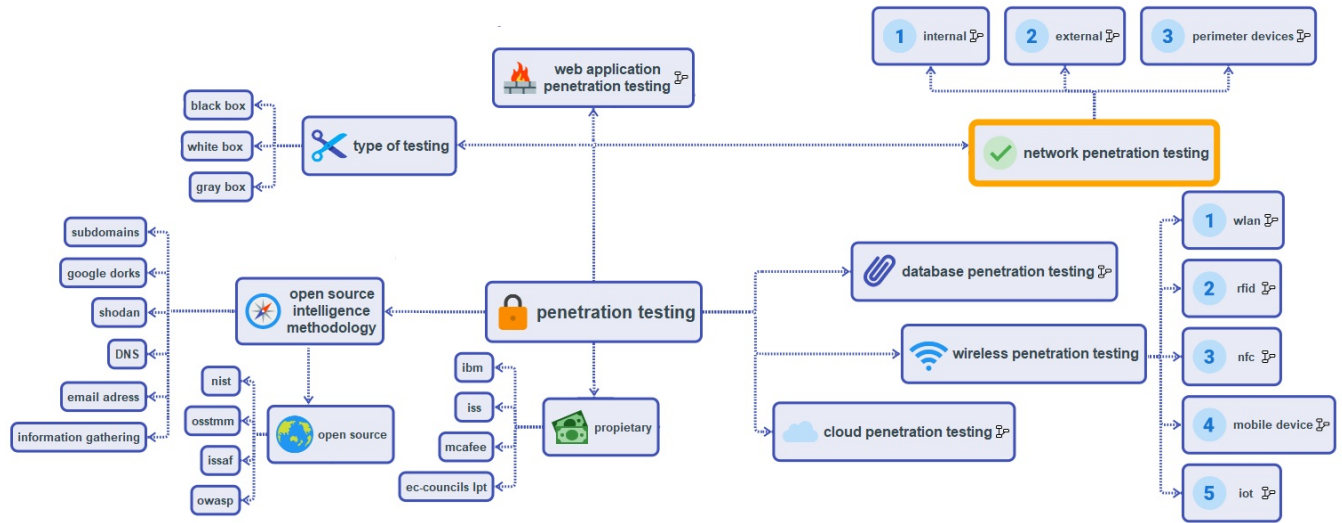 1 internal
2 external
3 perimeter devices
web application
penetration testing
black box
white box
gray box
type of testing
network penetration testing
subdomains
google dorks
shodan
DNS
email adress
information gathering
open source
intelligence
methodology
nist
osstmm
issaf
owasp
open source
penetration testing
ibm
iss
mcafee
ec-councils lpt
propietary
database penetration testing
wireless penetration testing
cloud penetration testing
1 wlan
2 rfid
3 nfc
4 mobile device
5 iot